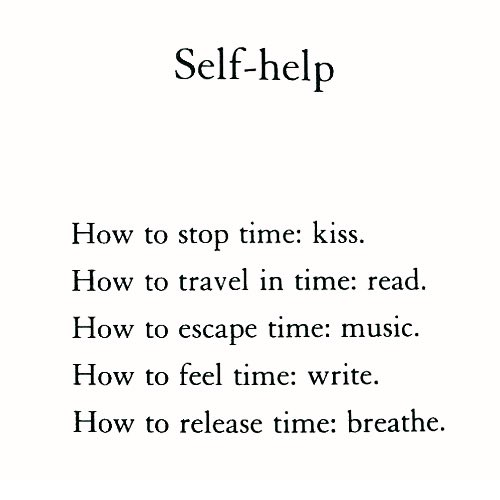 Self-help
How to stop time: kiss.
How to travel in time: read.
How to escape time: music.
How to feel time: write.
How to release time: breathe.